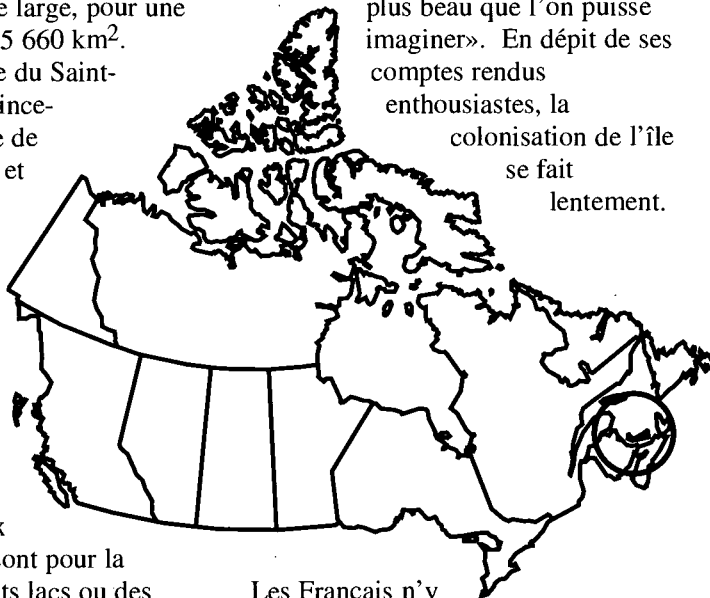 e large, pour une
5 660 km².
e du Saint-
ince-
e de
et
x
ont pour la
ts lacs ou des
plus beau que l'on puisse
imaginer». En dépit de ses
comptes rendus
enthousiastes, la
colonisation de l'île
se fait
lentement.
Les Français n'y